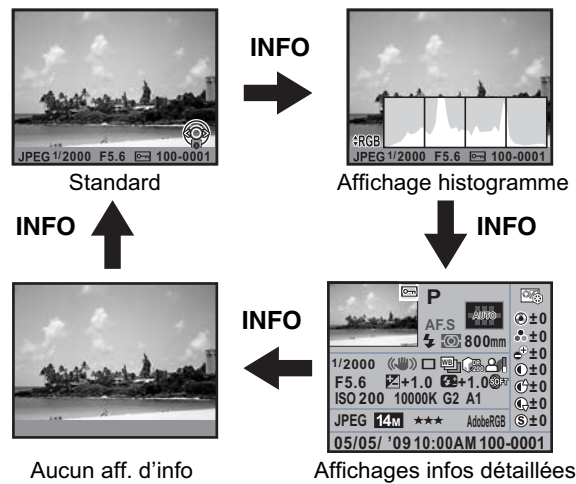 INFO
RGB
JPEG 1/2000 F5.6 100-0001
JPEG 1/2000 F5.6 100-0001
Standard
Affichage histogramme
INFO
INFO
INFO
P
AUTO
AF.S
800mm
±0
±0
±0
±0
±0
±0
±0
1/2000 WB
F5.6 +1.0 +1.0 SOFT
ISO 200 10000K G2 A1
JPEG 14M ★★★ AdobeRGB S
05/05/ '09 10:00AM 100-0001
Aucun aff. d'info
Affichages infos détaillées